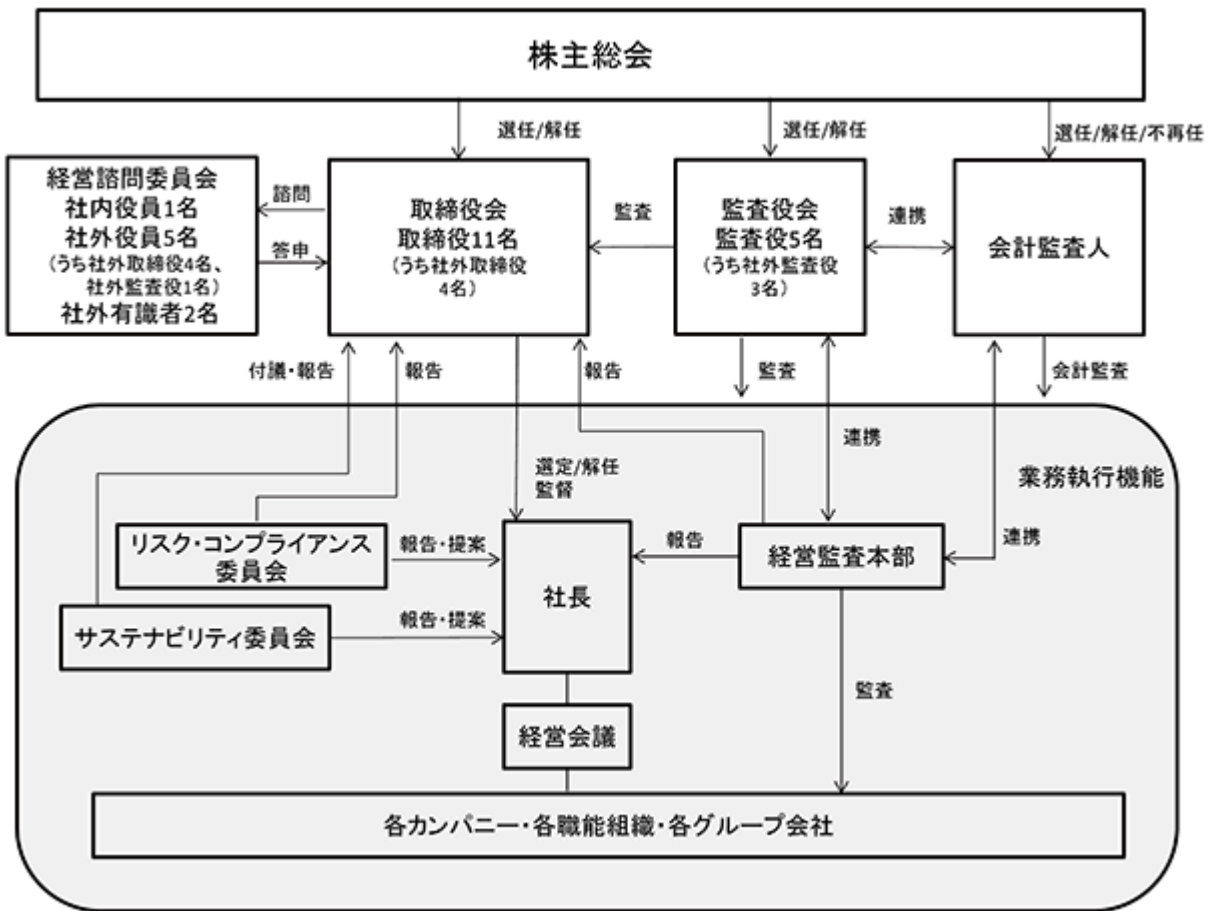 株主総会
選任/解任
選任/解任
選任/解任/不再任
経営諮問委員会
社内役員1名
社外役員5名
(うち社外取締役4名、
社外監査役1名)
社外有識者2名
諮問
答申
取締役会
取締役11名
(うち社外取締役
4名)
監査
監査役会
監査役5名
(うち社外監査役
3名)
連携
会計監査人
付議・報告
報告
報告
監査
会計監査
選定/解任
監督
連携
業務執行機能
リスク・コンプライアンス
委員会
報告・提案
社長
報告
経営監査本部
連携
サステナビリティ委員会
報告・提案
監査
経営会議
各カンパニー・各職能組織・各グループ会社